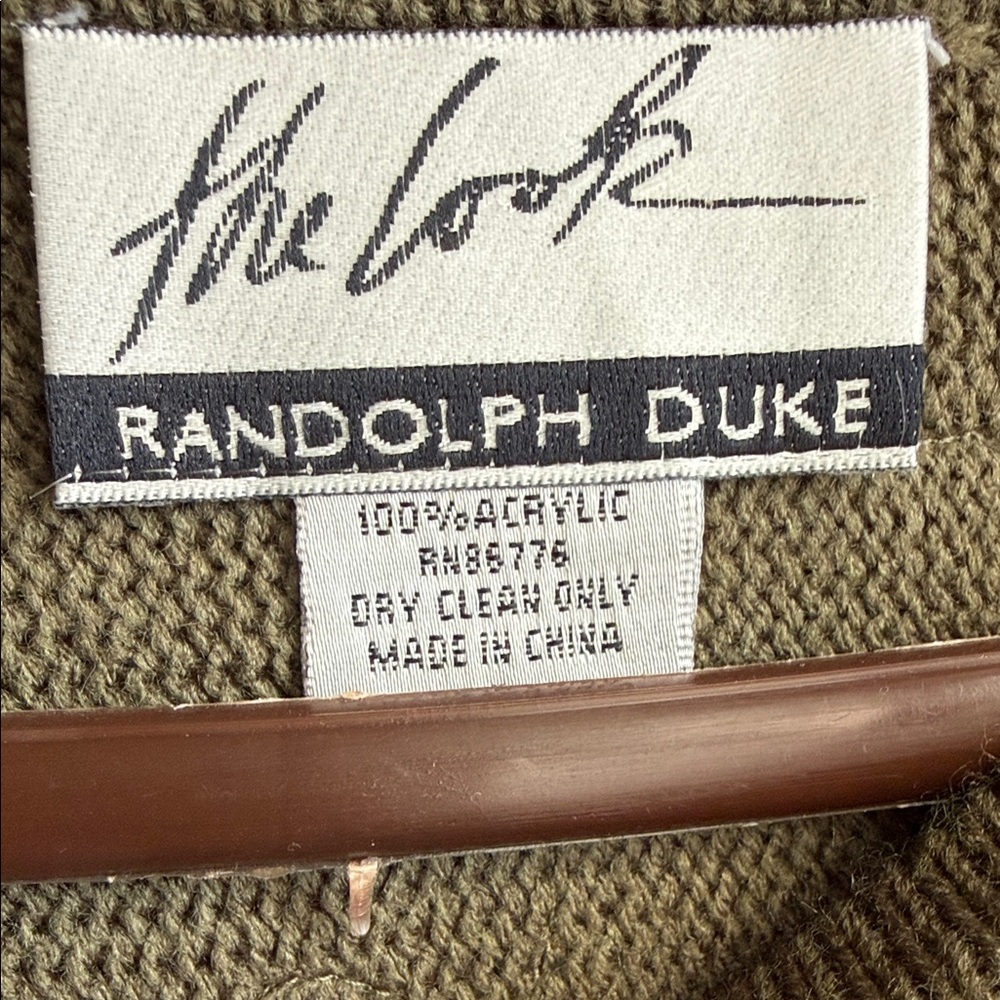 the look
RANDOLPH DUKE
100% ACRYLIC
RN86776
DRY CLEAN ONLY
MADE IN CHINA